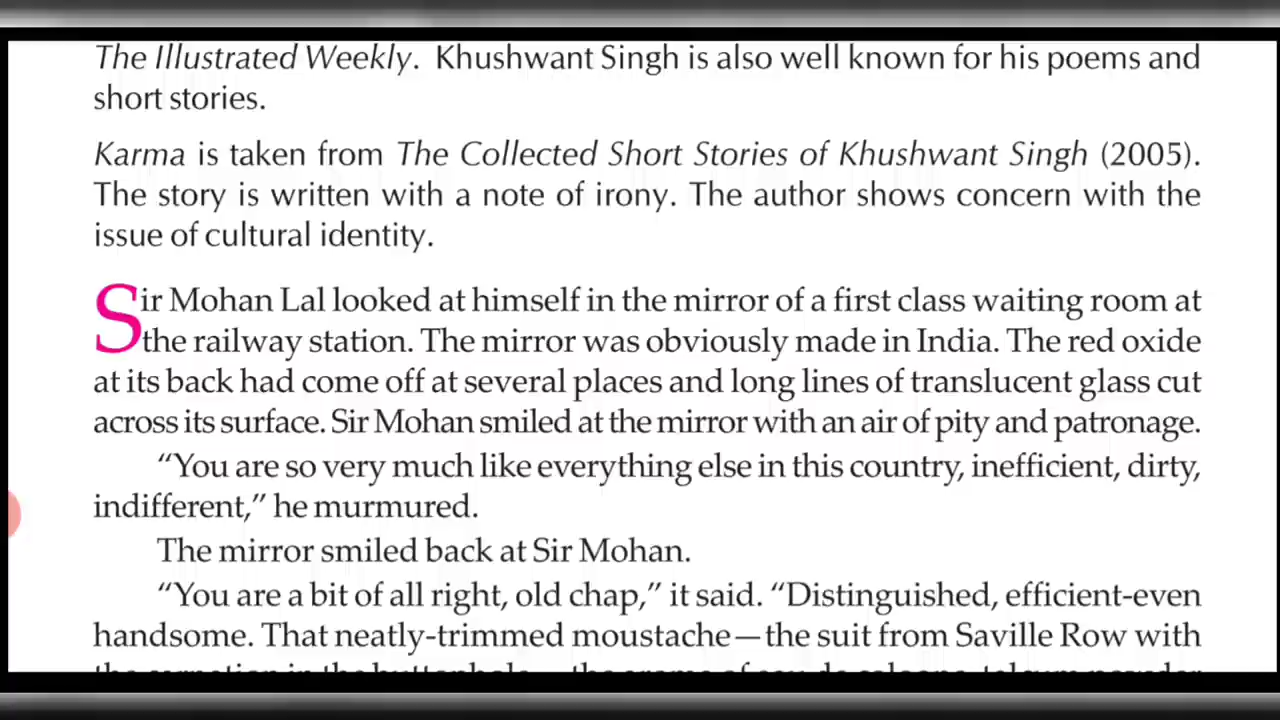 The Illustrated Weekly. Khushwant Singh is also well known for his poems and
short stories.
Karma is taken from The Collected Short Stories of Khushwant Singh (2005).
The story is written with a note of irony. The author shows concern with the
issue of cultural identity.
Sir Mohan Lal looked at himself in the mirror of a first class waiting room at
the railway station. The mirror was obviously made in India. The red oxide
at its back had come off at several places and long lines of translucent glass cut
across its surface. Sir Mohan smiled at the mirror with an air of pity and patronage.
“You are so very much like everything else in this country, inefficient, dirty,
indifferent,” he murmured.
The mirror smiled back at Sir Mohan.
“You are a bit of all right, old chap,” it said. “Distinguished, efficient-even
handsome. That neatly-trimmed moustache—the suit from Saville Row with